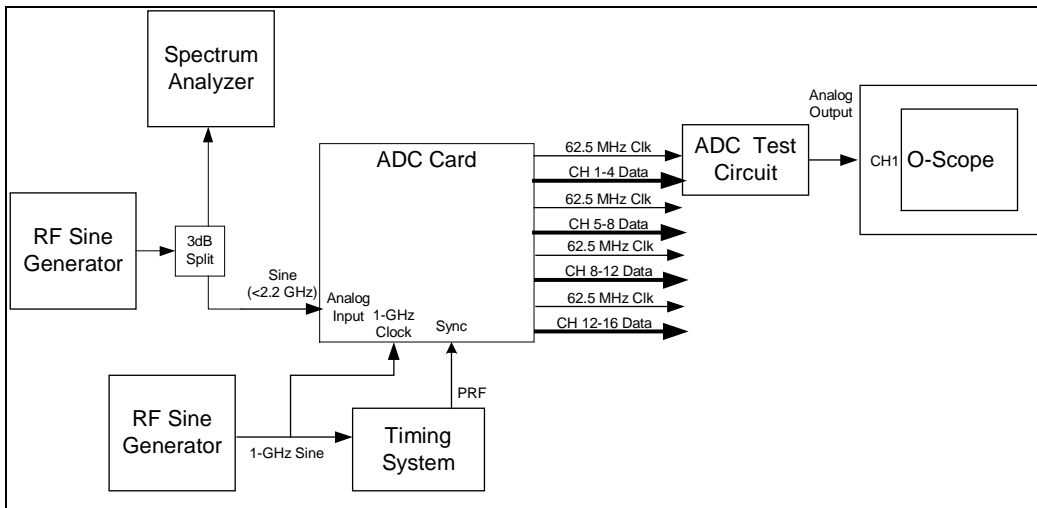 Spectrum
Analyzer
RF Sine
Generator
3dB
Split
Sine
(<2.2 GHz)
ADC Card
Analog
Input
1-GHz
Clock
Sync
62.5 MHz Clk
CH 1-4 Data
62.5 MHz Clk
CH 5-8 Data
62.5 MHz Clk
CH 8-12 Data
62.5 MHz Clk
CH 12-16 Data
ADC Test
Circuit
Analog
Output
CH1
O-Scope
RF Sine
Generator
1-GHz Sine
PRF
Timing
System